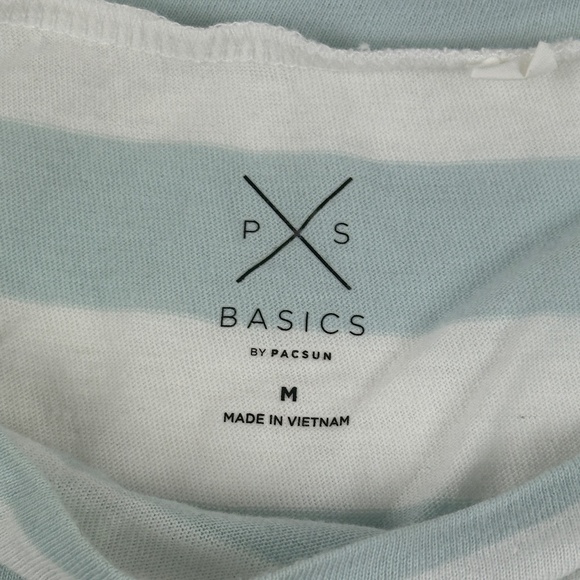 P S
BASICS
BY PACSUN
M
MADE IN VIETNAM